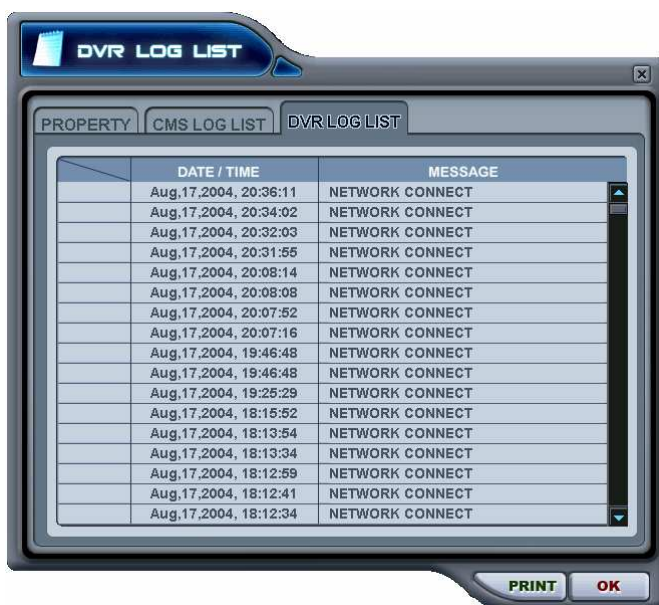 DVR LOG LIST
PROPERTY CMS LOG LIST DVR LOG LIST
DATE / TIME MESSAGE
Aug,17,2004, 20:36:11 NETWORK CONNECT
Aug,17,2004, 20:34:02 NETWORK CONNECT
Aug,17,2004, 20:32:03 NETWORK CONNECT
Aug,17,2004, 20:31:55 NETWORK CONNECT
Aug,17,2004, 20:08:14 NETWORK CONNECT
Aug,17,2004, 20:08:08 NETWORK CONNECT
Aug,17,2004, 20:07:52 NETWORK CONNECT
Aug,17,2004, 20:07:16 NETWORK CONNECT
Aug,17,2004, 19:46:48 NETWORK CONNECT
Aug,17,2004, 19:46:48 NETWORK CONNECT
Aug,17,2004, 19:25:29 NETWORK CONNECT
Aug,17,2004, 18:15:52 NETWORK CONNECT
Aug,17,2004, 18:13:54 NETWORK CONNECT
Aug,17,2004, 18:13:34 NETWORK CONNECT
Aug,17,2004, 18:12:59 NETWORK CONNECT
Aug,17,2004, 18:12:41 NETWORK CONNECT
Aug,17,2004, 18:12:34 NETWORK CONNECT
PRINT OK